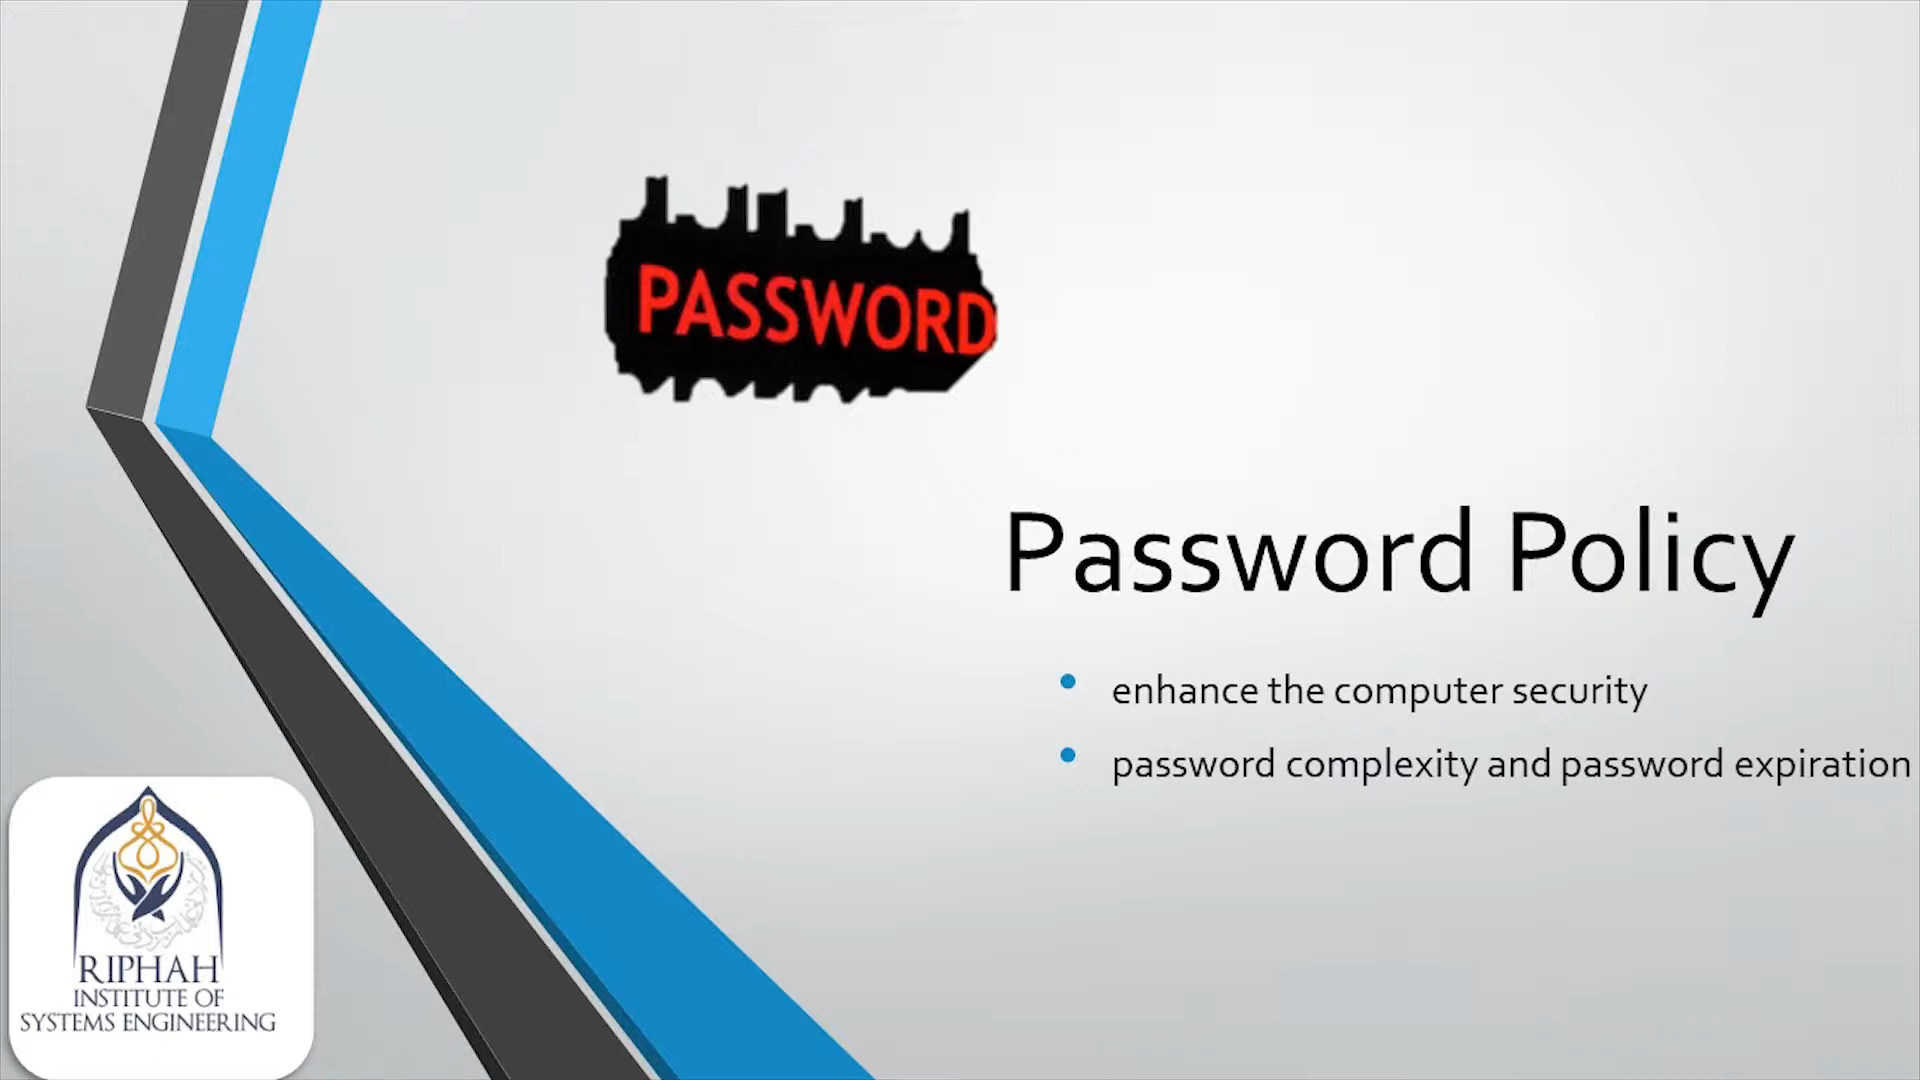 PASSWORD
Password Policy
enhance the computer security
password complexity and password expiration
RIPHAH
INSTITUTE OF
SYSTEMS ENGINEERING